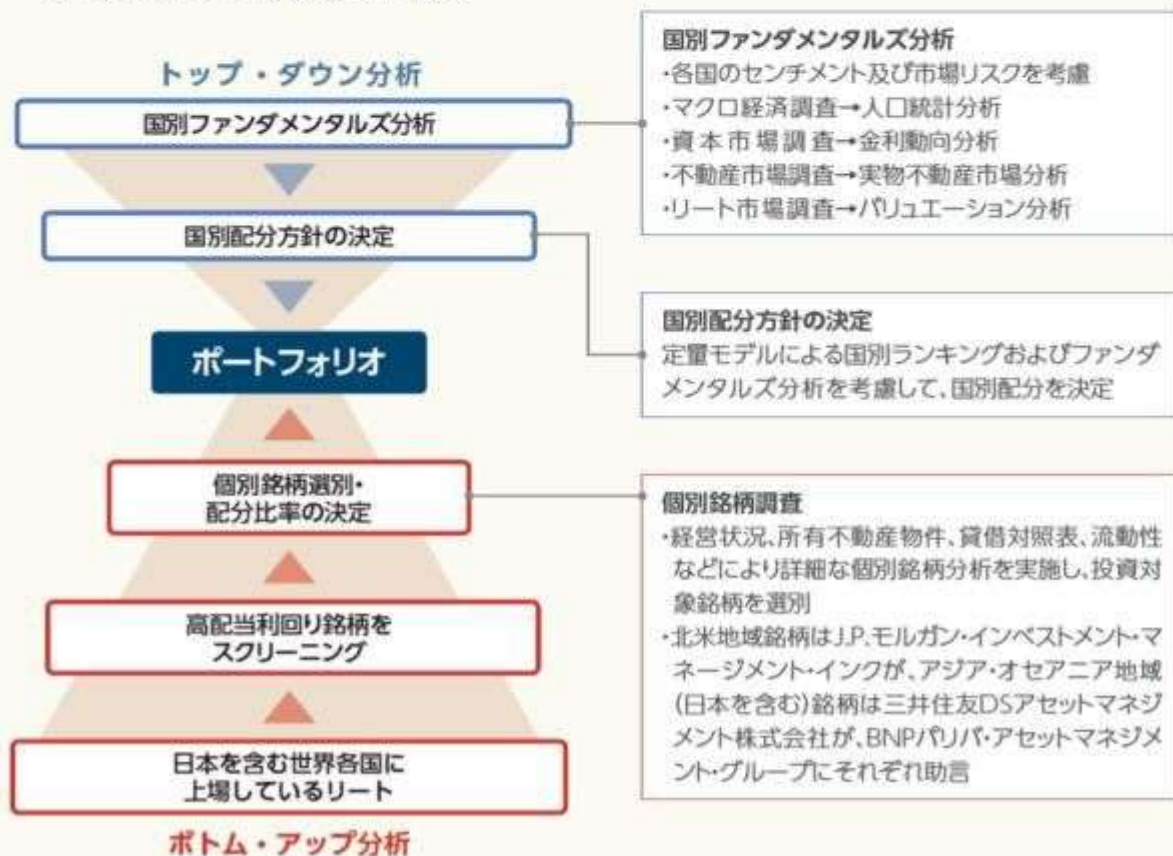 トップ・ダウン分析
国別ファンダメンタルズ分析
国別配分方針の決定
ポートフォリオ
個別銘柄選別・
配分比率の決定
高配当利回り銘柄を
スクリーニング
日本を含む世界各国に
上場しているリート
ボトム・アップ分析
国別ファンダメンタルズ分析
・各国のセンチメント及び市場リスクを考慮
・マクロ経済調査→人口統計分析
・資本市場調査→金利動向分析
・不動産市場調査→実物不動産市場分析
・リート市場調査→バリュエーション分析
国別配分方針の決定
定量モデルによる国別ランキングおよびファンダ
メンタルズ分析を考慮して、国別配分を決定
個別銘柄調査
・経営状況、所有不動産物件、貸借対照表、流動性
などにより詳細な個別銘柄分析を実施し、投資対
象銘柄を選別
・北米地域銘柄はJ.P.モルガン・インベストメント・マ
ネージメント・インクが、アジア・オセアニア地域
(日本を含む)銘柄は三井住友DSアセットマネジ
メント株式会社が、BNPパリバ・アセットマネジメ
ント・グループにそれぞれ助言